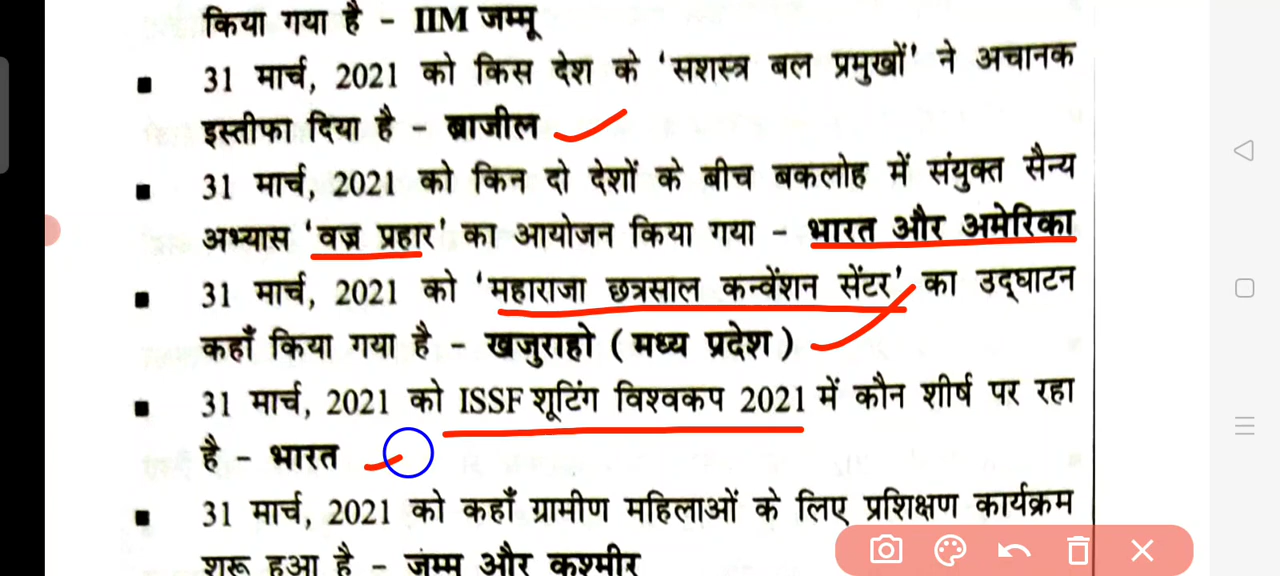 किया गया है - IIM जम्मू
31 मार्च, 2021 को किस देश के 'सशस्त्र बल प्रमुखों' ने अचानक
इस्तीफा दिया है - ब्राजील
31 मार्च, 2021 को किन दो देशों के बीच बकलोह में संयुक्त सैन्य
अभ्यास 'वज्र प्रहार' का आयोजन किया गया - भारत और अमेरिका
31 मार्च, 2021 को 'महाराजा छत्रसाल कन्वेंशन सेंटर' का उद्घाटन
कहाँ किया गया है - खजुराहो (मध्य प्रदेश)
31 मार्च, 2021 को ISSF शूटिंग विश्वकप 2021 में कौन शीर्ष पर रहा
है - भारत
31 मार्च, 2021 को कहाँ ग्रामीण महिलाओं के लिए प्रशिक्षण कार्यक्रम
शुरू हुआ है - जम्मू और कश्मीर